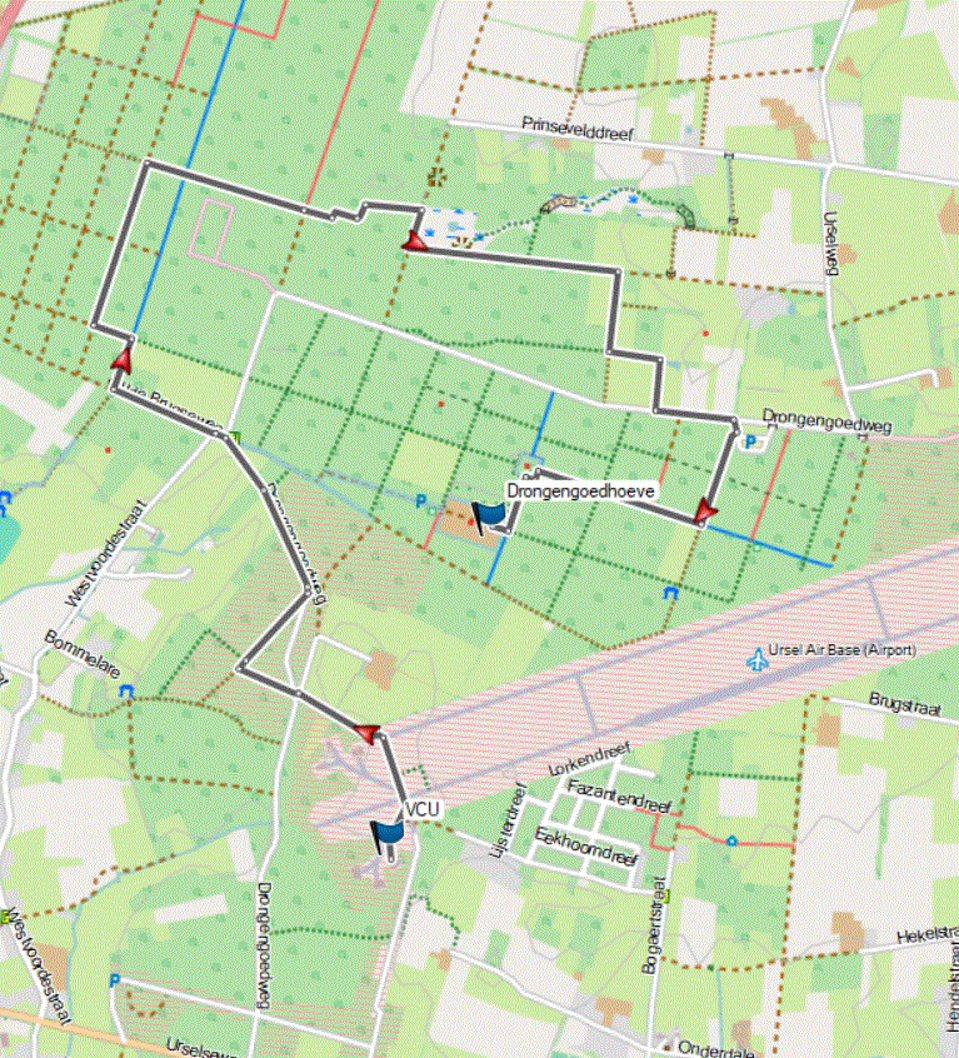 Prinsevelddreef
Urselweg
Drongengoedweg
P
Drongengoedhoeve
P
Westvoordestraat
Bommelare
Ursel Air Base (Airport)
Brugstraat
Lorkendreef
Fazantendreef
VCU
Lijsterdreef
Eekhoorndreef
Bogaertstraat
Drongengoedweg
Westvoordestraat
P
Onderdale